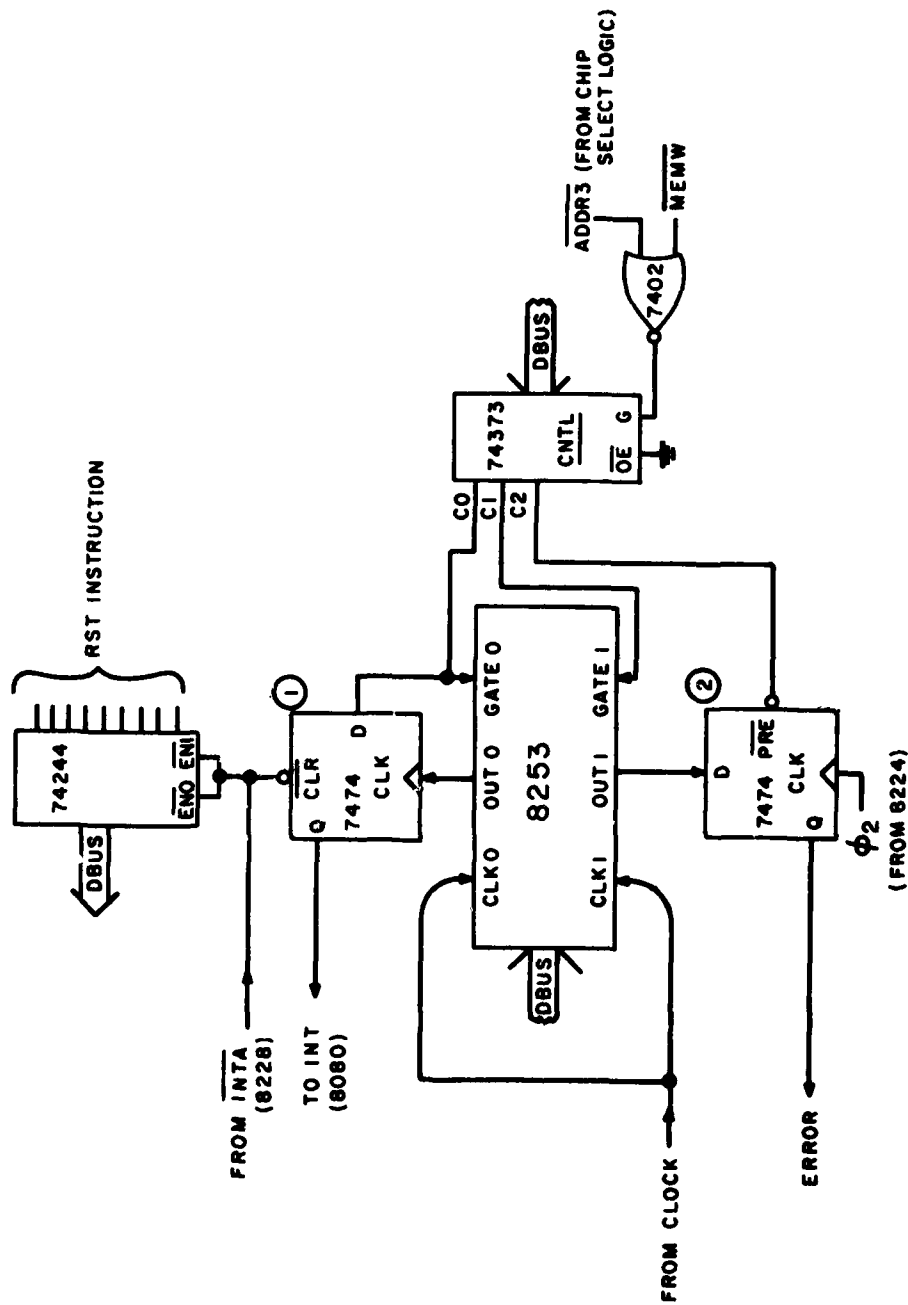 RST INSTRUCTION
74244
DBUS
EN0 EN1
FROM INTA
(8228)
TO INT
(8080)
CLR
Q
7474
D
CLK
1
CLK0
OUT 0
GATE 0
8253
DBUS
CLK1
OUT 1
GATE 1
FROM CLOCK
C0
C1
C2
74373
CNTL
OE
G
DBUS
7402
ADDR3 (FROM CHIP
SELECT LOGIC)
MEMW
2
D
7474
PRE
Q
CLK
ϕ2
(FROM 8224)
ERROR